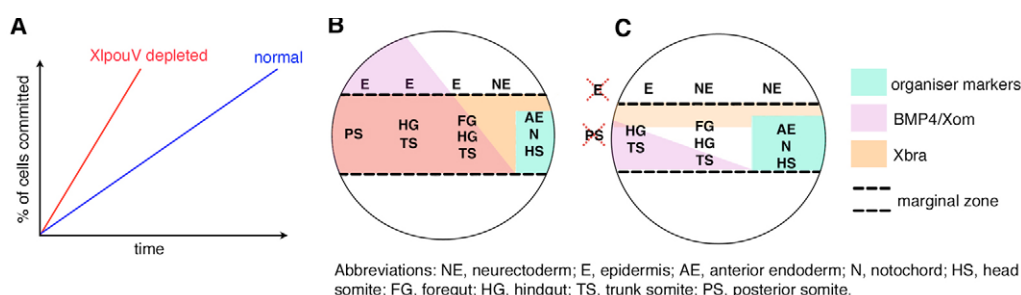 A
XlpouV depleted
normal
% of cells committed
time
B
E E E NE
PS
HG
TS
FG
HG
TS
AE
N
HS
C
E
PS
E NE NE
HG
TS
FG
HG
TS
AE
N
HS
organiser markers
BMP4/Xom
Xbra
marginal zone
Abbreviations: NE, neurectoderm; E, epidermis; AE, anterior endoderm; N, notochord; HS, head
somite; FG, foregut; HG, hindgut; TS, trunk somite; PS, posterior somite.